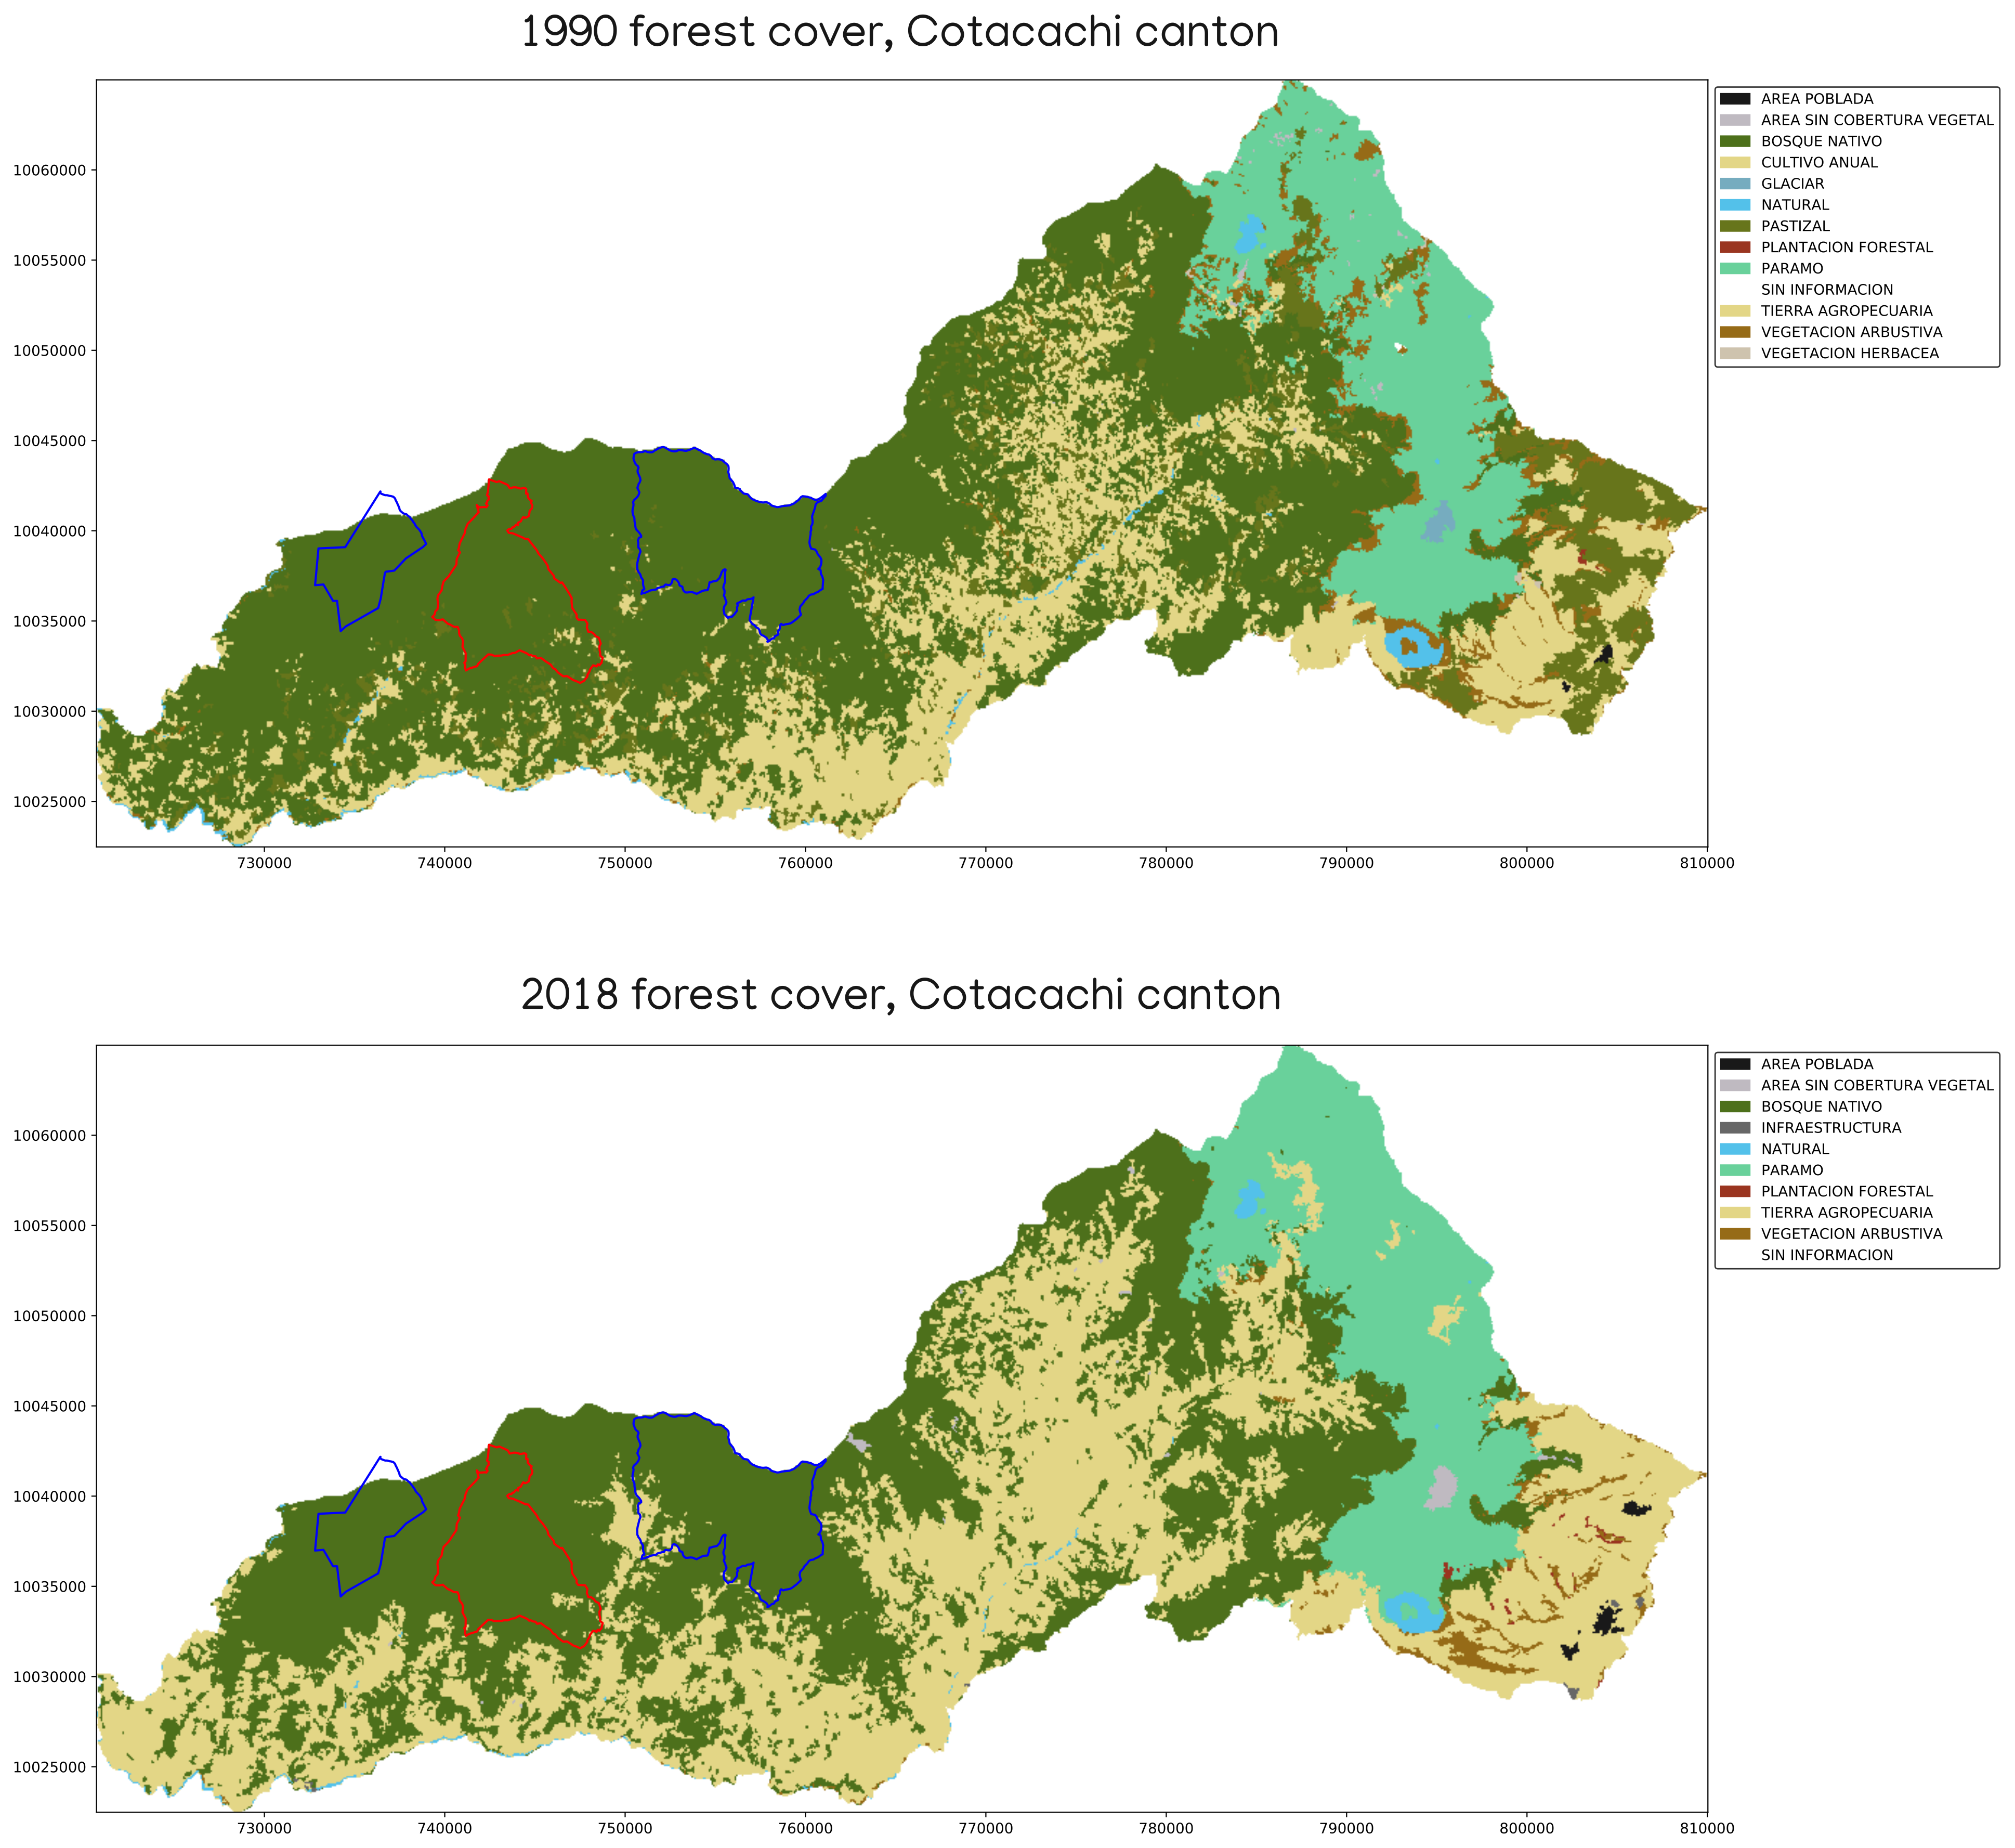 1990 forest cover, Cotacachi canton
10060000
10055000
10050000
10045000
10040000
10035000
10030000
10025000
730000 740000 750000 760000 770000 780000 790000 800000 810000
AREA POBLADA
AREA SIN COBERTURA VEGETAL
BOSQUE NATIVO
CULTIVO ANUAL
GLACIAR
NATURAL
PASTIZAL
PLANTACION FORESTAL
PARAMO
SIN INFORMACION
TIERRA AGROPECUARIA
VEGETACION ARBUSTIVA
VEGETACION HERBACEA
2018 forest cover, Cotacachi canton
10060000
10055000
10050000
10045000
10040000
10035000
10030000
10025000
730000 740000 750000 760000 770000 780000 790000 800000 810000
AREA POBLADA
AREA SIN COBERTURA VEGETAL
BOSQUE NATIVO
INFRAESTRUCTURA
NATURAL
PARAMO
PLANTACION FORESTAL
TIERRA AGROPECUARIA
VEGETACION ARBUSTIVA
SIN INFORMACION